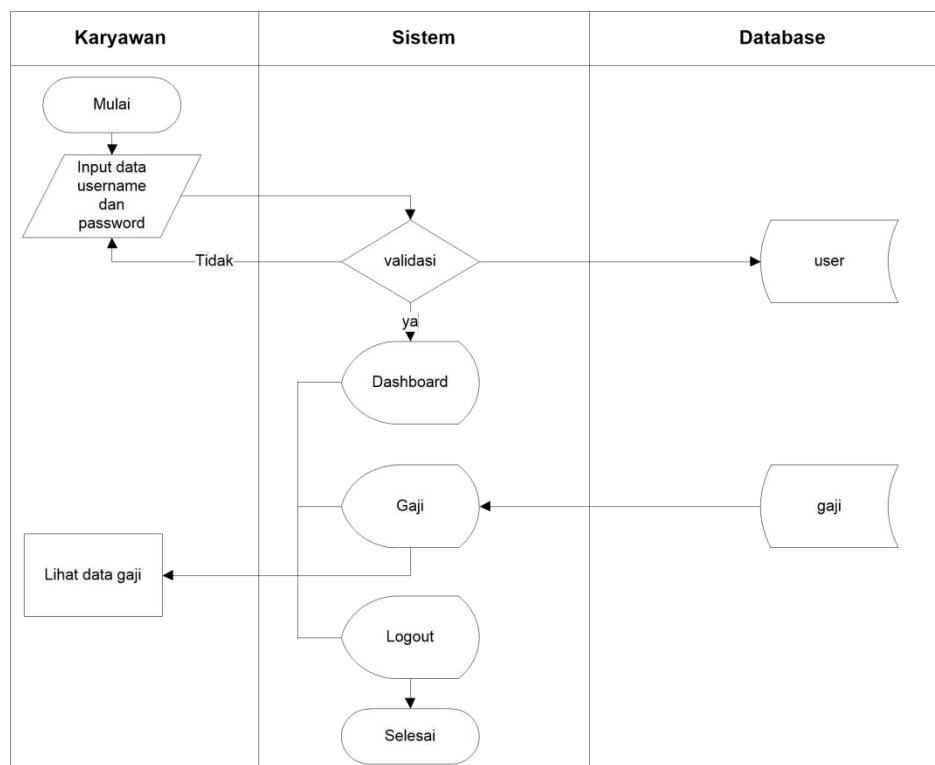 Karyawan
Sistem
Database
Mulai
Input data
username
dan
password
Tidak
validasi
user
ya
Dashboard
Gaji
gaji
Lihat data gaji
Logout
Selesai